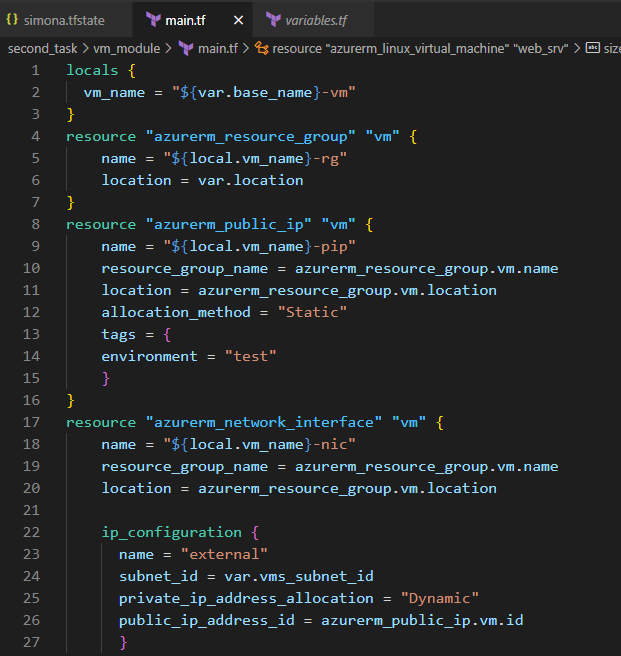 simona.tfstate main.tf × variables.tf
second_task > vm_module > main.tf > resource "azurerm_linux_virtual_machine" "web_srv" > abc size
1 locals {
2   vm_name = "${var.base_name}-vm"
3 }
4 resource "azurerm_resource_group" "vm" {
5     name = "${local.vm_name}-rg"
6     location = var.location
7 }
8 resource "azurerm_public_ip" "vm" {
9     name = "${local.vm_name}-pip"
10     resource_group_name = azurerm_resource_group.vm.name
11     location = azurerm_resource_group.vm.location
12     allocation_method = "Static"
13     tags = {
14     environment = "test"
15     }
16 }
17 resource "azurerm_network_interface" "vm" {
18     name = "${local.vm_name}-nic"
19     resource_group_name = azurerm_resource_group.vm.name
20     location = azurerm_resource_group.vm.location
21
22     ip_configuration {
23       name = "external"
24       subnet_id = var.vms_subnet_id
25       private_ip_address_allocation = "Dynamic"
26       public_ip_address_id = azurerm_public_ip.vm.id
27       }